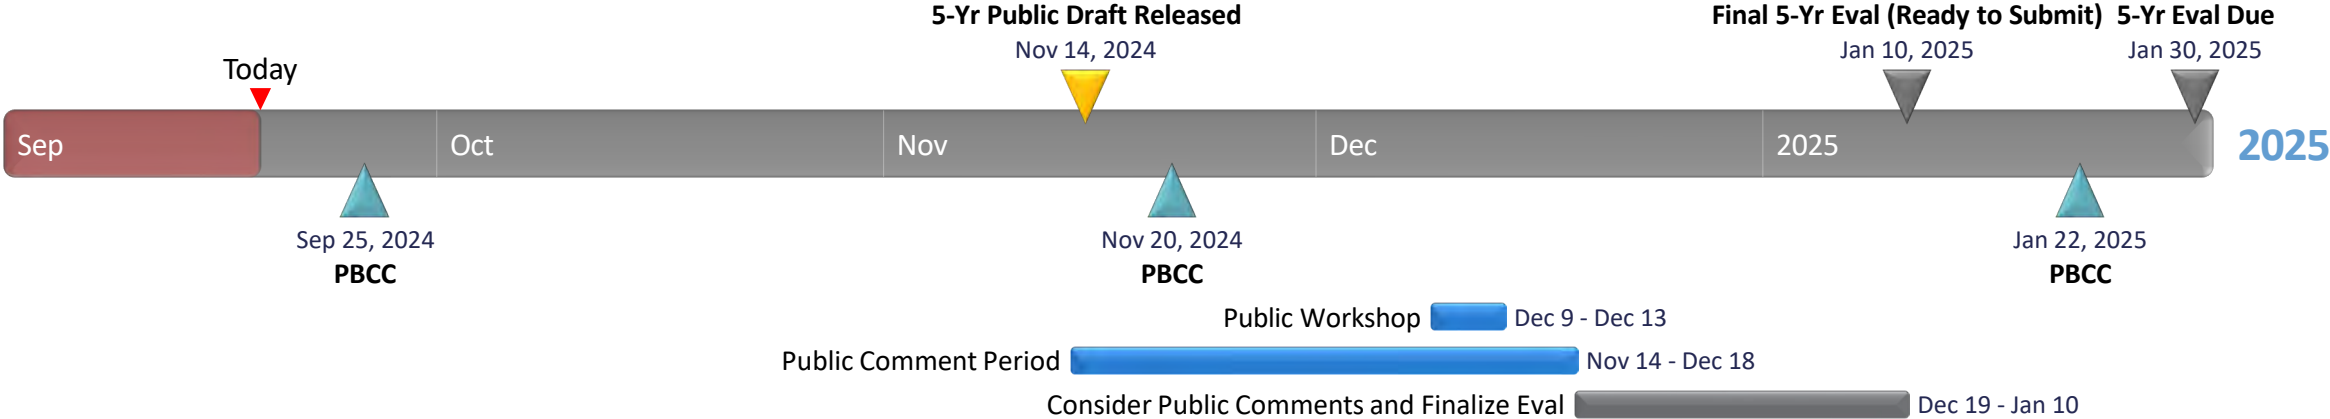 5-Yr Public Draft Released
Nov 14, 2024
Final 5-Yr Eval (Ready to Submit)
Jan 10, 2025
5-Yr Eval Due
Jan 30, 2025
Today
Sep
Oct
Nov
Dec
2025
2025
Sep 25, 2024
PBCC
Nov 20, 2024
PBCC
Jan 22, 2025
PBCC
Public Workshop
Dec 9 - Dec 13
Public Comment Period
Nov 14 - Dec 18
Consider Public Comments and Finalize Eval
Dec 19 - Jan 10